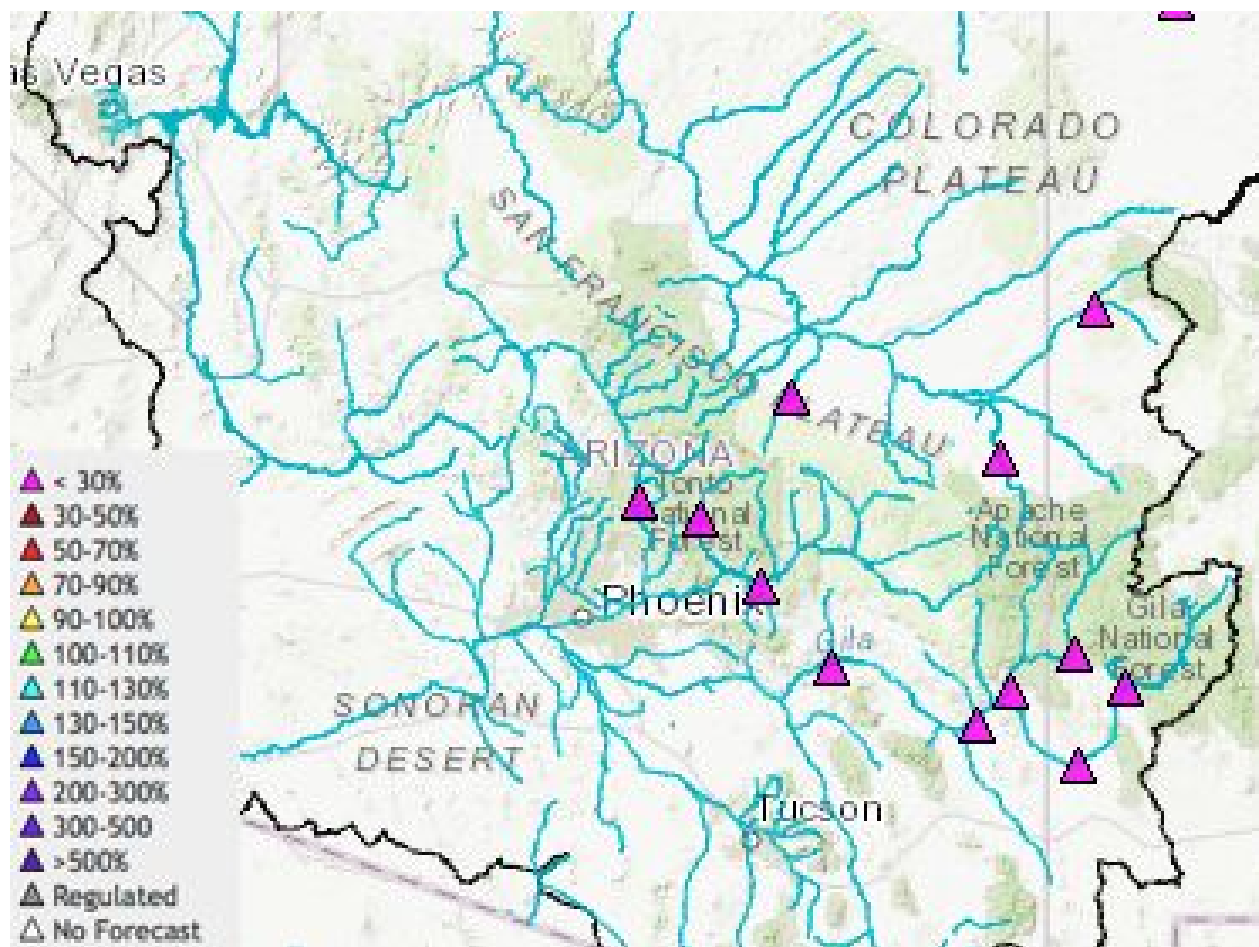 as Vegas
COLORADO
PLATEAU
SAN FRANCISCO
LATEAU
ARIZONA
Tonto
National
Forest
Apache
National
Forest
Phoenix
Gila
National
Forest
Gila
SONORAN
DESERT
Tucson
< 30%
30-50%
50-70%
70-90%
90-100%
100-110%
110-130%
130-150%
150-200%
200-300%
300-500
>500%
Regulated
No Forecast